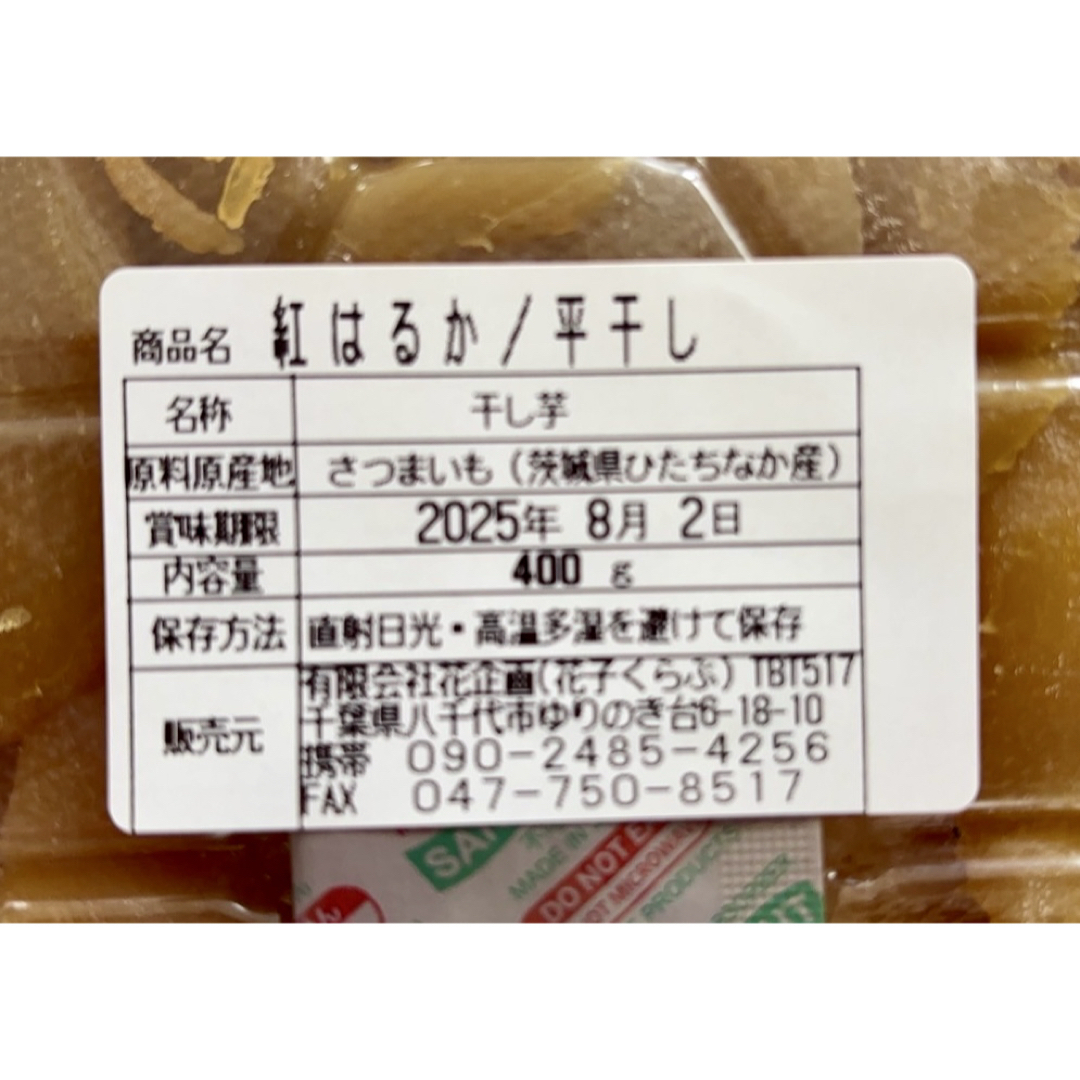 商品名 紅はるか/平干し
名称 干し芋
原料原産地 さつまいも(茨城県ひたちなか産)
賞味期限 2025年 8月 2日
内容量 400 g
保存方法 直射日光・高温多湿を避けて保存
販売元 有限会社花企画(花子くらぶ) TBT517
千葉県八千代市ゆりのき台6-18-10
携帯 090-2485-4256
FAX 047-750-8517
MADE IN
DO NOT E
NOT MICROWA
PRODUCT